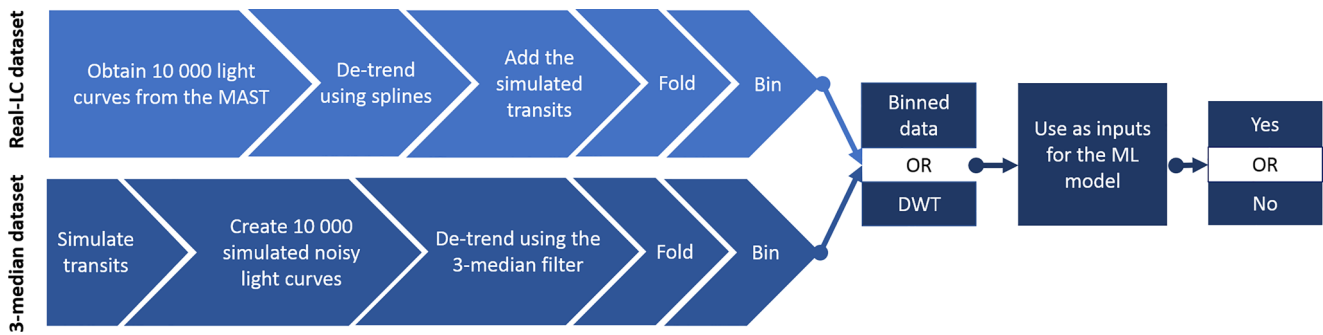 Real-LC dataset
Obtain 10 000 light
curves from the MAST
De-trend
using splines
Add the
simulated
transits
Fold
Bin
3-median dataset
Simulate
transits
Create 10 000
simulated noisy
light curves
De-trend using the
3-median filter
Fold
Bin
Binned
data
OR
DWT
Use as inputs
for the ML
model
Yes
OR
No